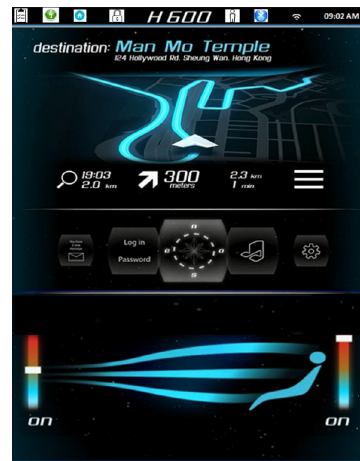 H 600
09:02 AM
destination: Man Mo Temple
124 Hollywood Rd. Sheung Wan. Hong Kong
19:03
2.0 km
300
meters
2.3 km
1 min
Log in
Password
S
on
on